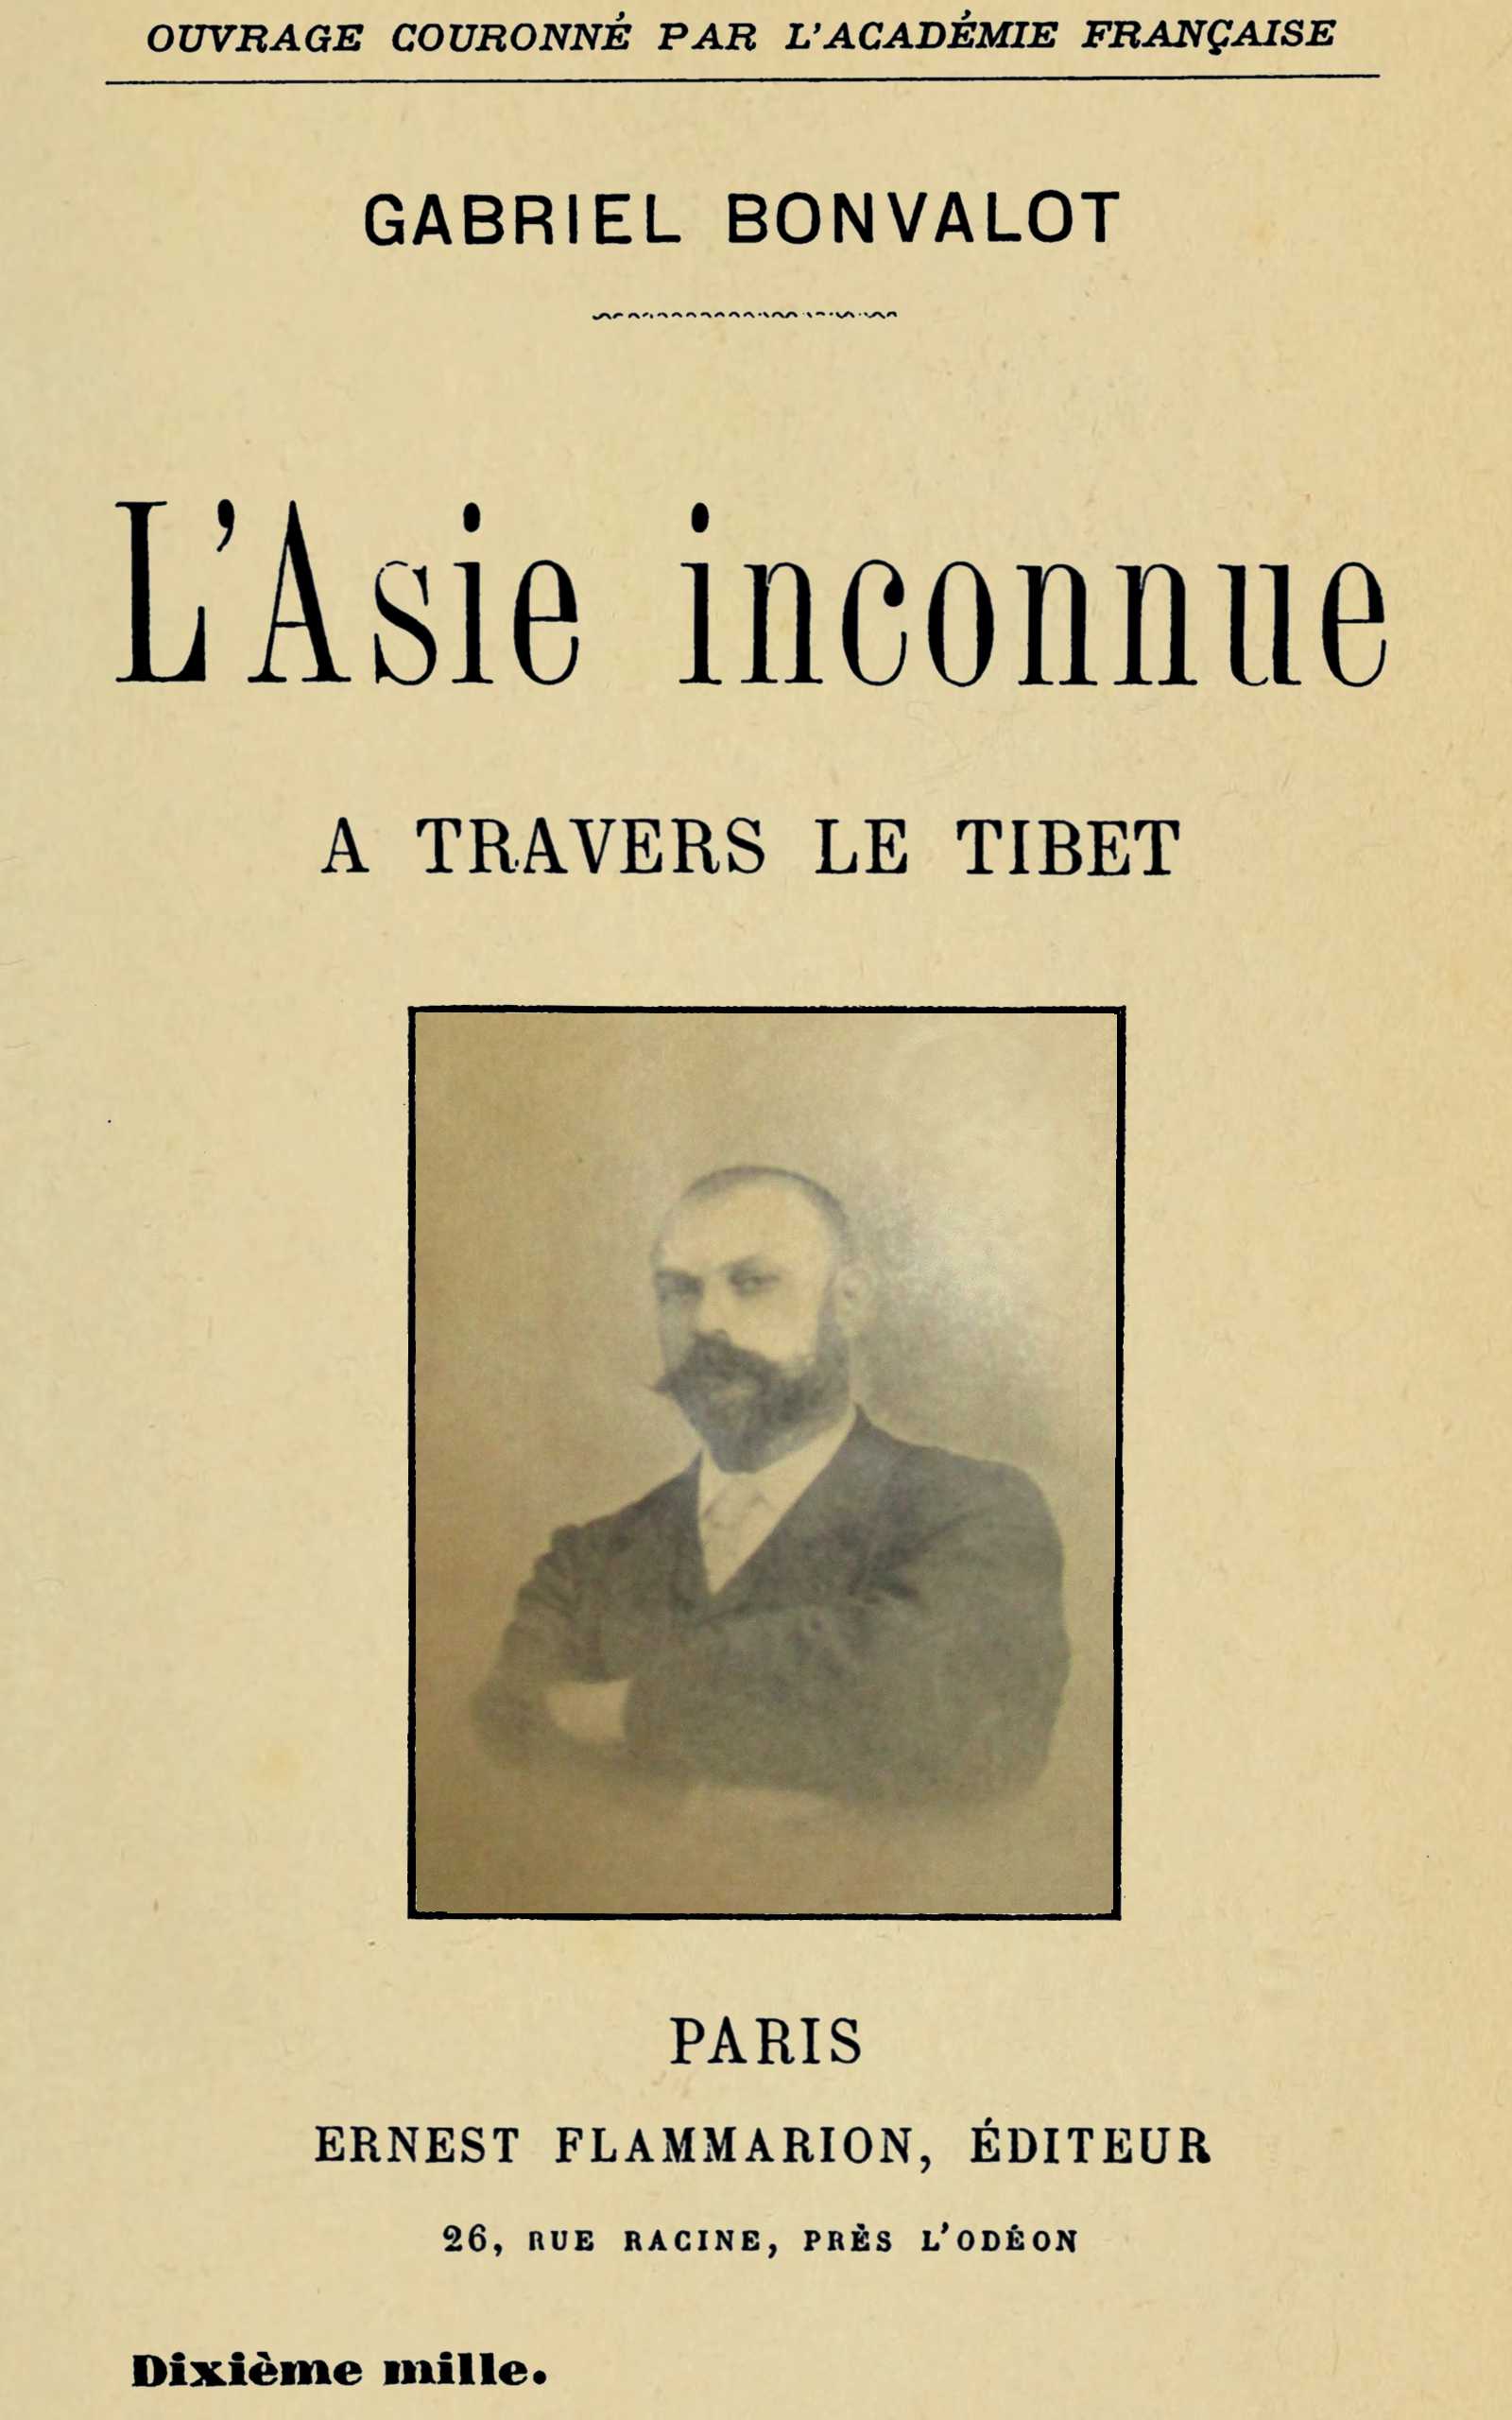 OUVRAGE COURONNÉ PAR L'ACADÉMIE FRANÇAISE
GABRIEL BONVALOT
L'Asie inconnue
A TRAVERS LE TIBET
PARIS
ERNEST FLAMMARION, ÉDITEUR
26, RUE RACINE, PRÈS L'ODÉON
Dixième mille.